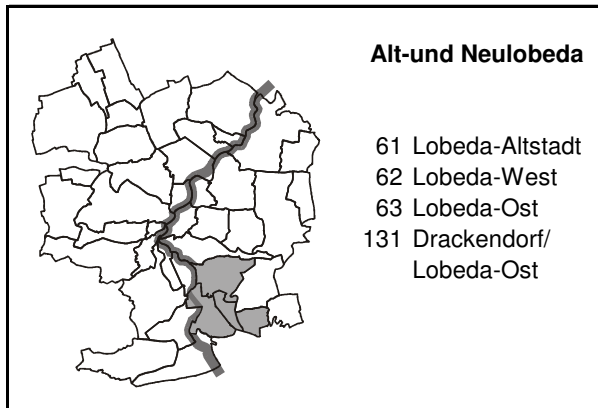 Alt-und Neulobeda
61 Lobeda-Altstadt
62 Lobeda-West
63 Lobeda-Ost
131 Drackendorf/
Lobeda-Ost